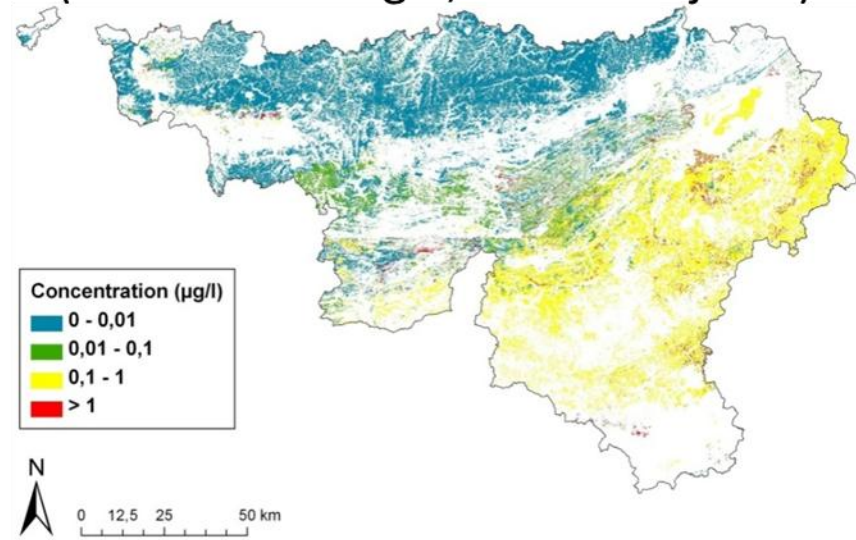 Concentration (µg/l)
0 - 0,01
0,01 - 0,1
0,1 - 1
> 1
N
0 12,5 25 50 km